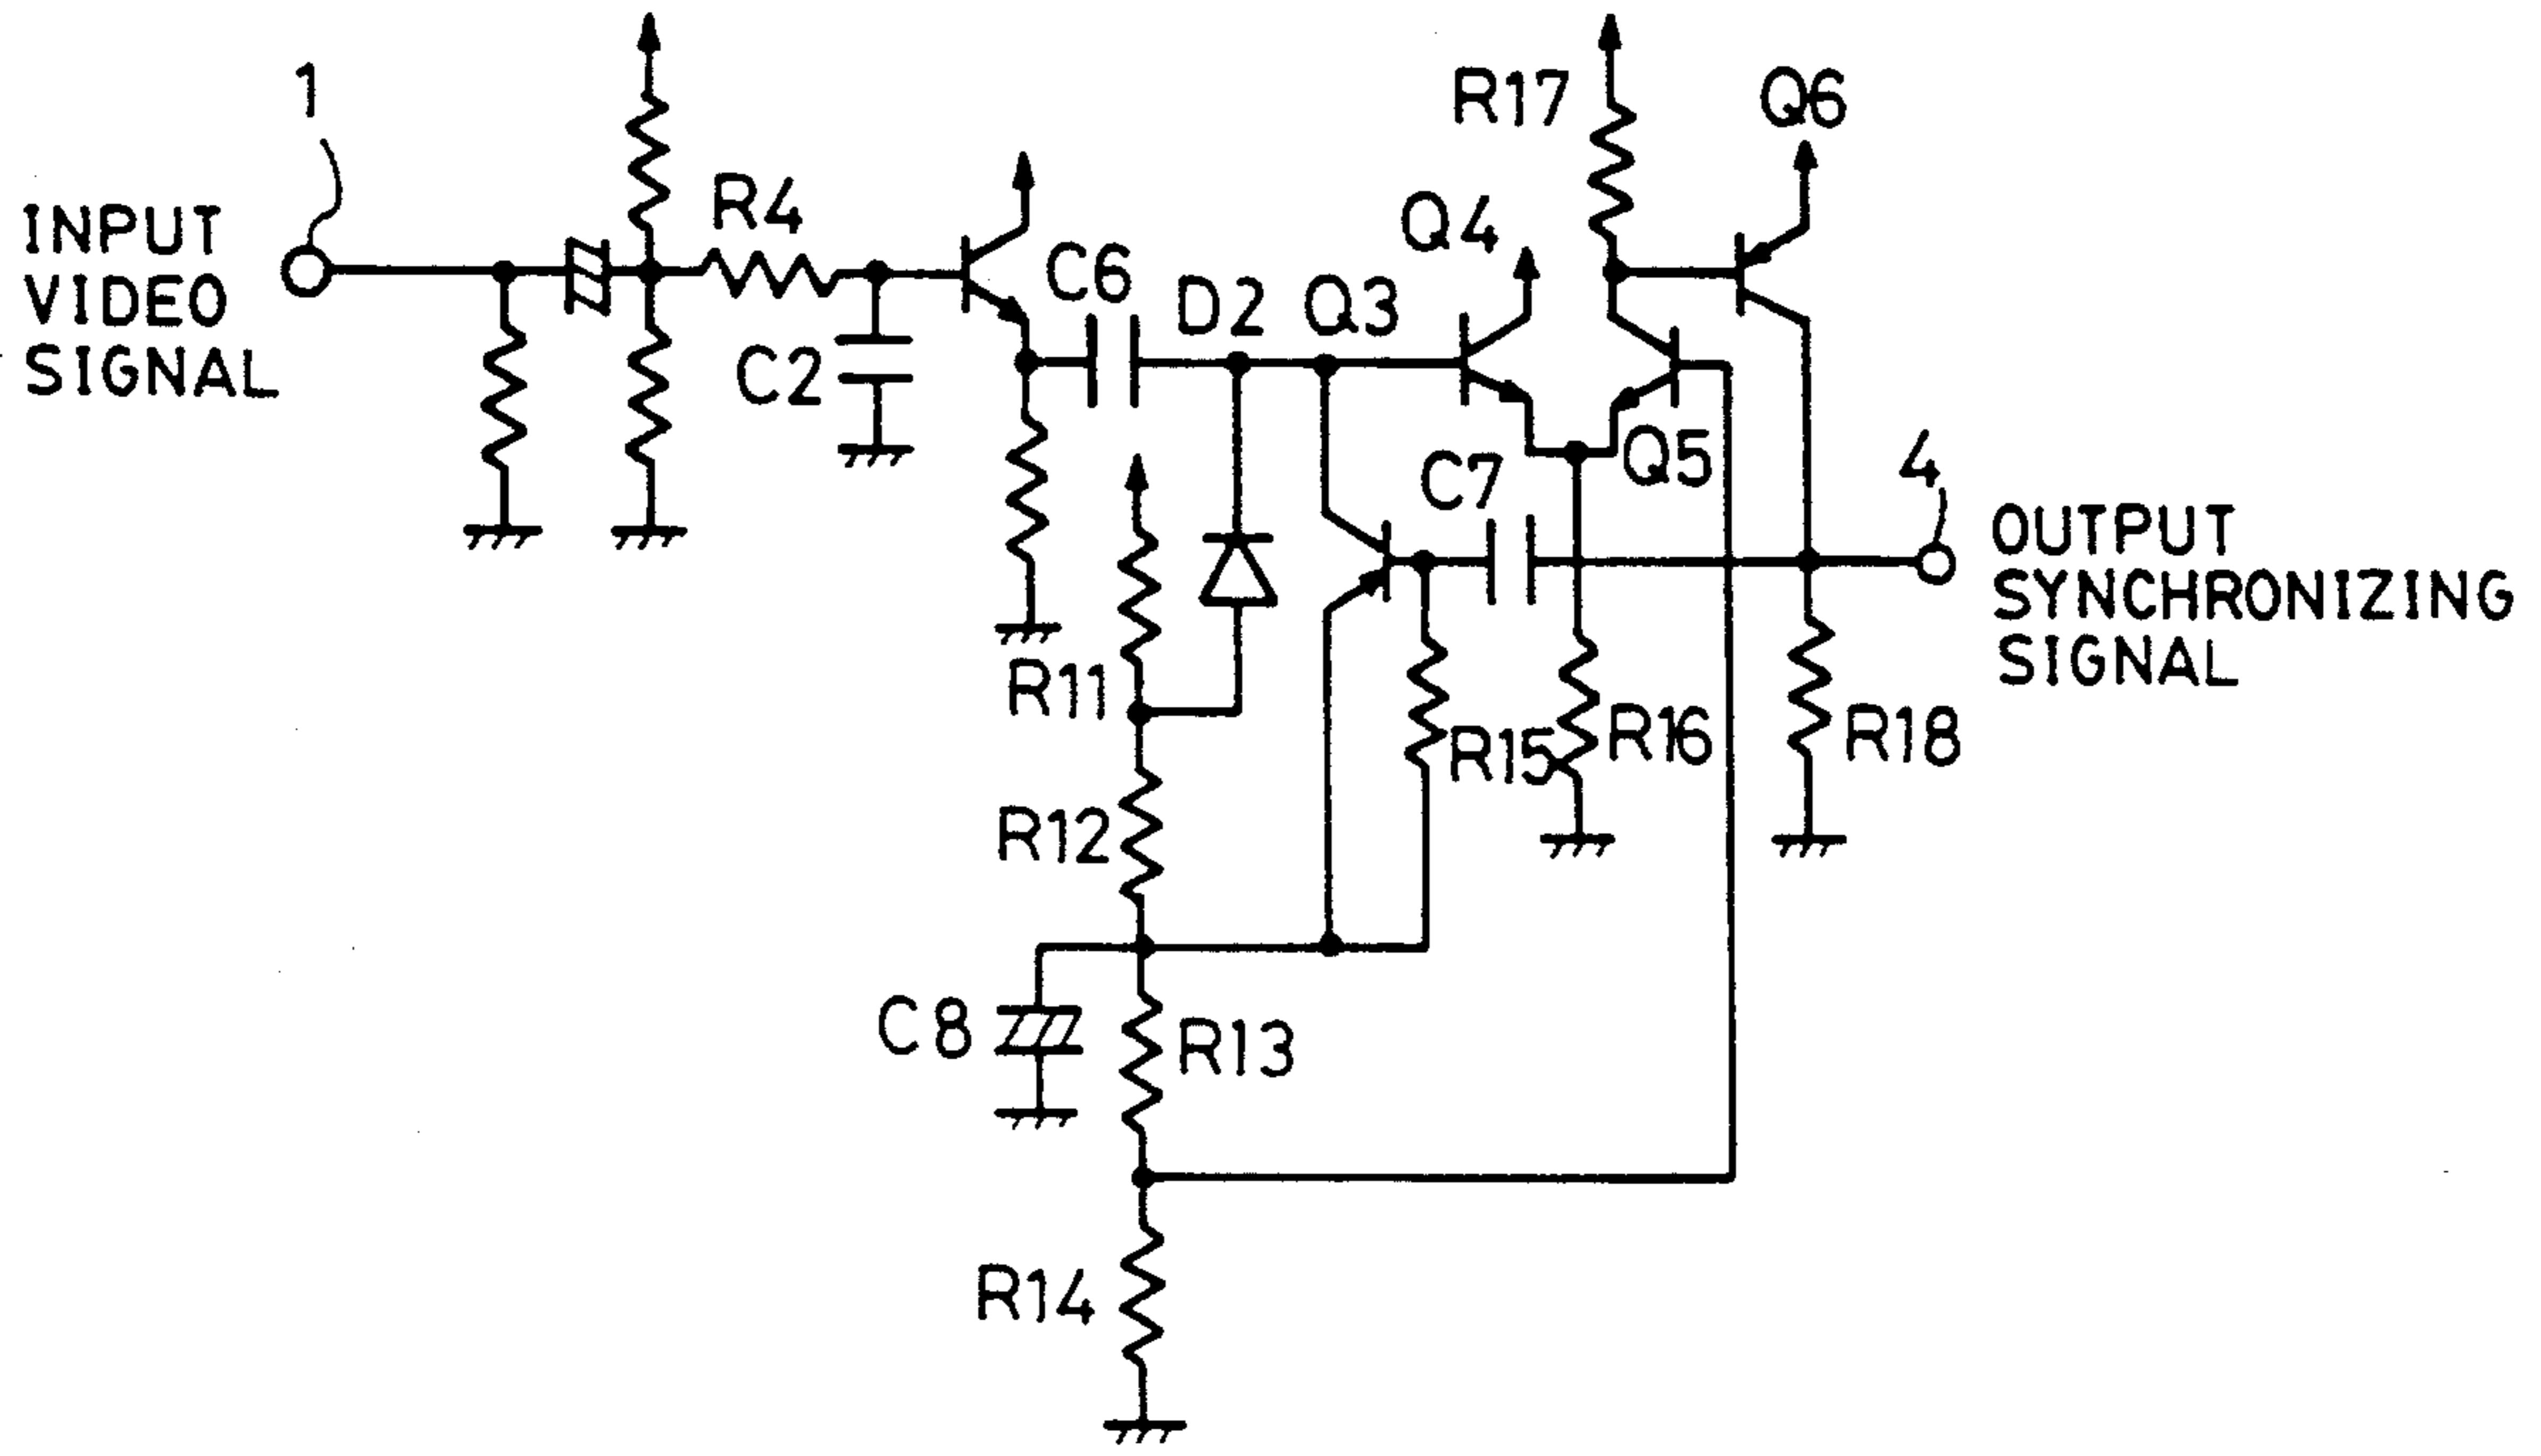 1
INPUT
VIDEO
SIGNAL
R4
C2
C6
D2
Q3
Q4
R17
Q6
Q5
C7
4
OUTPUT
SYNCHRONIZING
SIGNAL
R11
R12
R15
R16
R18
C8
R13
R14